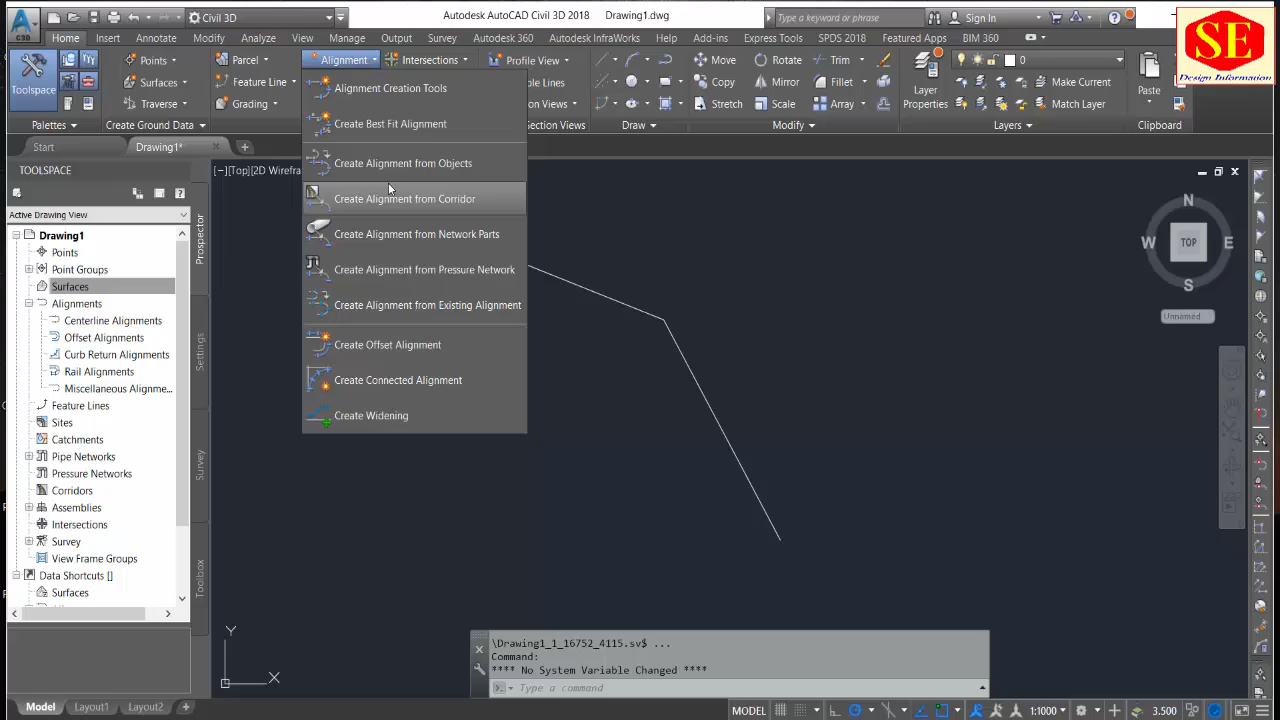 Civil 3D
Autodesk AutoCAD Civil 3D 2018 Drawing1.dwg
Type a keyword or phrase
Sign In
C3D
SE
Design Information
Home Insert Annotate Modify Analyze View Manage Output Survey Autodesk 360 Autodesk InfraWorks Help Add-ins Express Tools SPDS 2018 Featured Apps BIM 360
Toolspace
Points
Surfaces
Traverse
Parcel
Feature Line
Grading
Alignment
Intersections
Profile View
Move Rotate Trim
Copy Mirror Fillet
Stretch Scale Array
Layer Properties
0
Make Current
Match Layer
Paste
Palettes
Create Ground Data
Section Views
Draw
Modify
Layers
Clipboard
Alignment Creation Tools
Create Best Fit Alignment
Create Alignment from Objects
Create Alignment from Corridor
Create Alignment from Network Parts
Create Alignment from Pressure Network
Create Alignment from Existing Alignment
Create Offset Alignment
Create Connected Alignment
Create Widening
Start
Drawing1*
TOOLSPACE
Active Drawing View
Drawing1
Points
Point Groups
Surfaces
Alignments
Centerline Alignments
Offset Alignments
Curb Return Alignments
Rail Alignments
Miscellaneous Alignme...
Feature Lines
Sites
Catchments
Pipe Networks
Pressure Networks
Corridors
Assemblies
Intersections
Survey
View Frame Groups
Data Shortcuts []
Surfaces
Prospector
Settings
Survey
Toolbox
[−][Top][2D Wirefra
N
W TOP E
S
Unnamed
Y
X
\Drawing1_1_16752_4115.sv$ ...
Command:
**** No System Variable Changed ****
Type a command
Model Layout1 Layout2 +
MODEL
1:1000
3.500